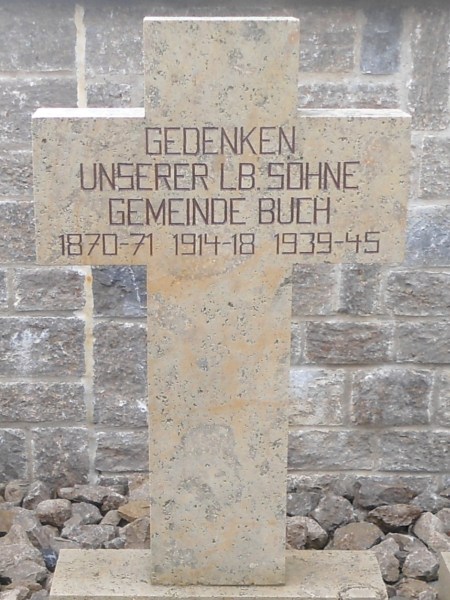 GEDENKEN
UNSERER LB. SÖHNE
GEMEINDE BUCH
1870-71 1914-18 1939-45